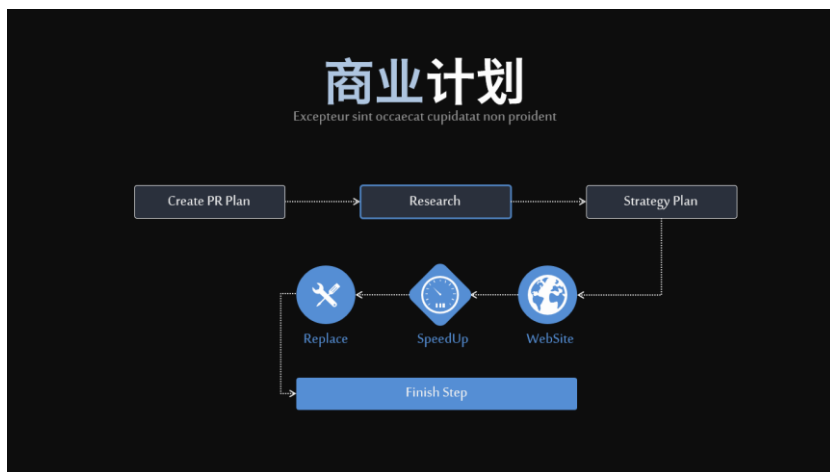 商业计划
Excepteur sint occaecat cupidatat non proident
Create PR Plan
Research
Strategy Plan
Replace
SpeedUp
WebSite
Finish Step